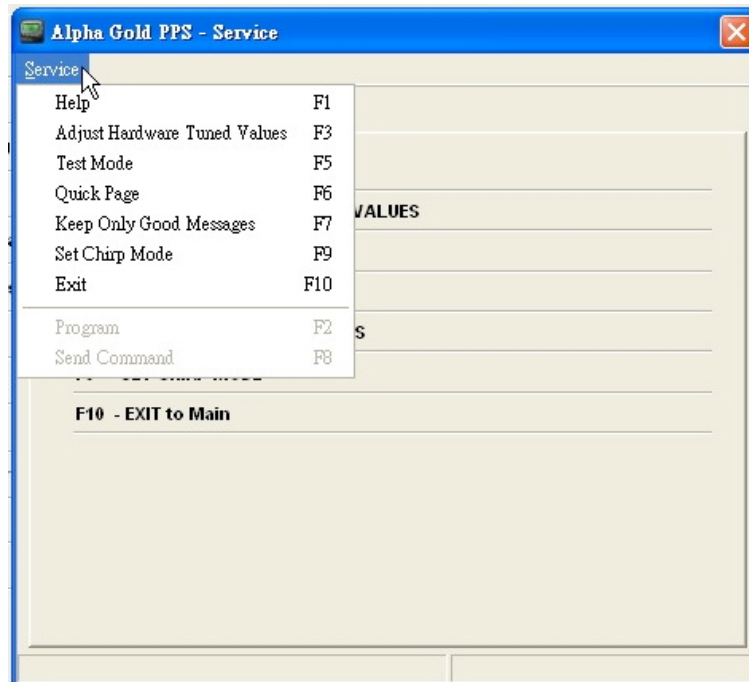 Alpha Gold PPS - Service
Service
Help F1
Adjust Hardware Tuned Values F3
Test Mode F5
Quick Page F6
Keep Only Good Messages F7
Set Chirp Mode F9
Exit F10
Program F2
Send Command F8
VALUES
S
F10 - EXIT to Main